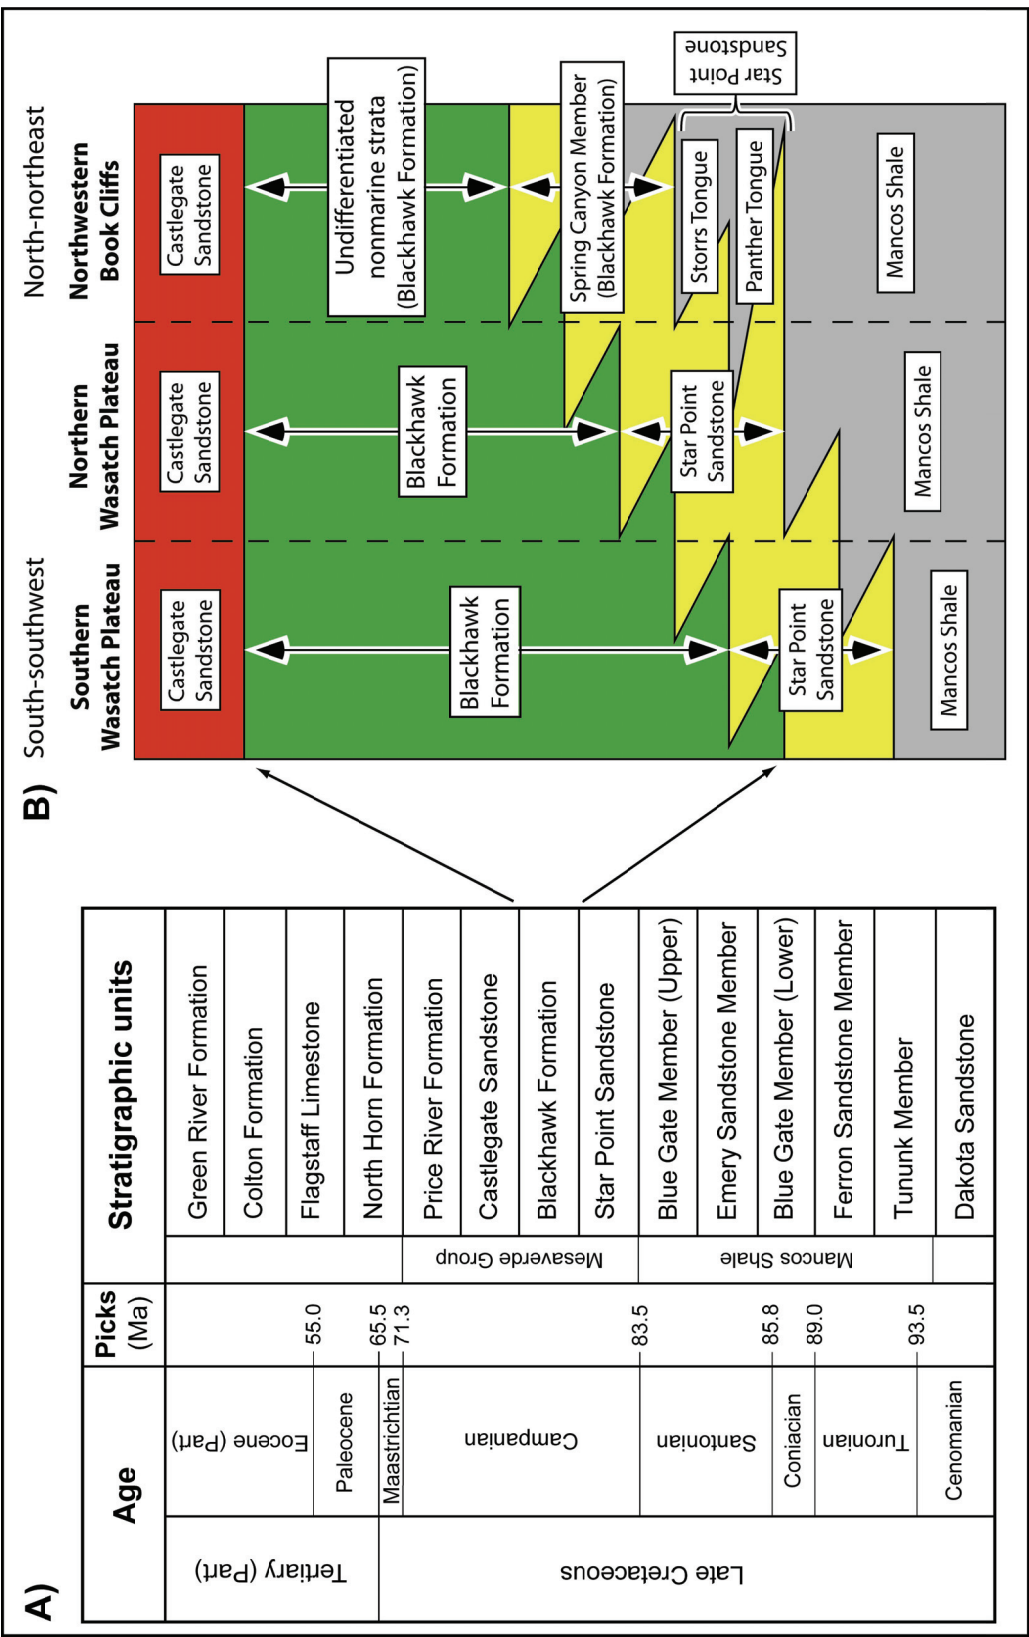 A)
Age
Picks
(Ma)
Stratigraphic units
Tertiary (Part)
Late Cretaceous
Eocene (Part)
Paleocene
Maastrichtian
Campanian
Santonian
Coniacian
Turonian
Cenomanian
55.0
65.5
71.3
83.5
85.8
89.0
93.5
Mesaverde Group
Mancos Shale
Green River Formation
Colton Formation
Flagstaff Limestone
North Horn Formation
Price River Formation
Castlegate Sandstone
Blackhawk Formation
Star Point Sandstone
Blue Gate Member (Upper)
Emery Sandstone Member
Blue Gate Member (Lower)
Ferron Sandstone Member
Tununk Member
Dakota Sandstone
B)
South-southwest
North-northeast
Southern
Wasatch Plateau
Northern
Wasatch Plateau
Northwestern
Book Cliffs
Castlegate
Sandstone
Castlegate
Sandstone
Castlegate
Sandstone
Blackhawk
Formation
Blackhawk
Formation
Undifferentiated
nonmarine strata
(Blackhawk Formation)
Spring Canyon Member
(Blackhawk Formation)
Star Point
Sandstone
Star Point
Sandstone
Storrs Tongue
Panther Tongue
Star Point
Sandstone
Mancos Shale
Mancos Shale
Mancos Shale